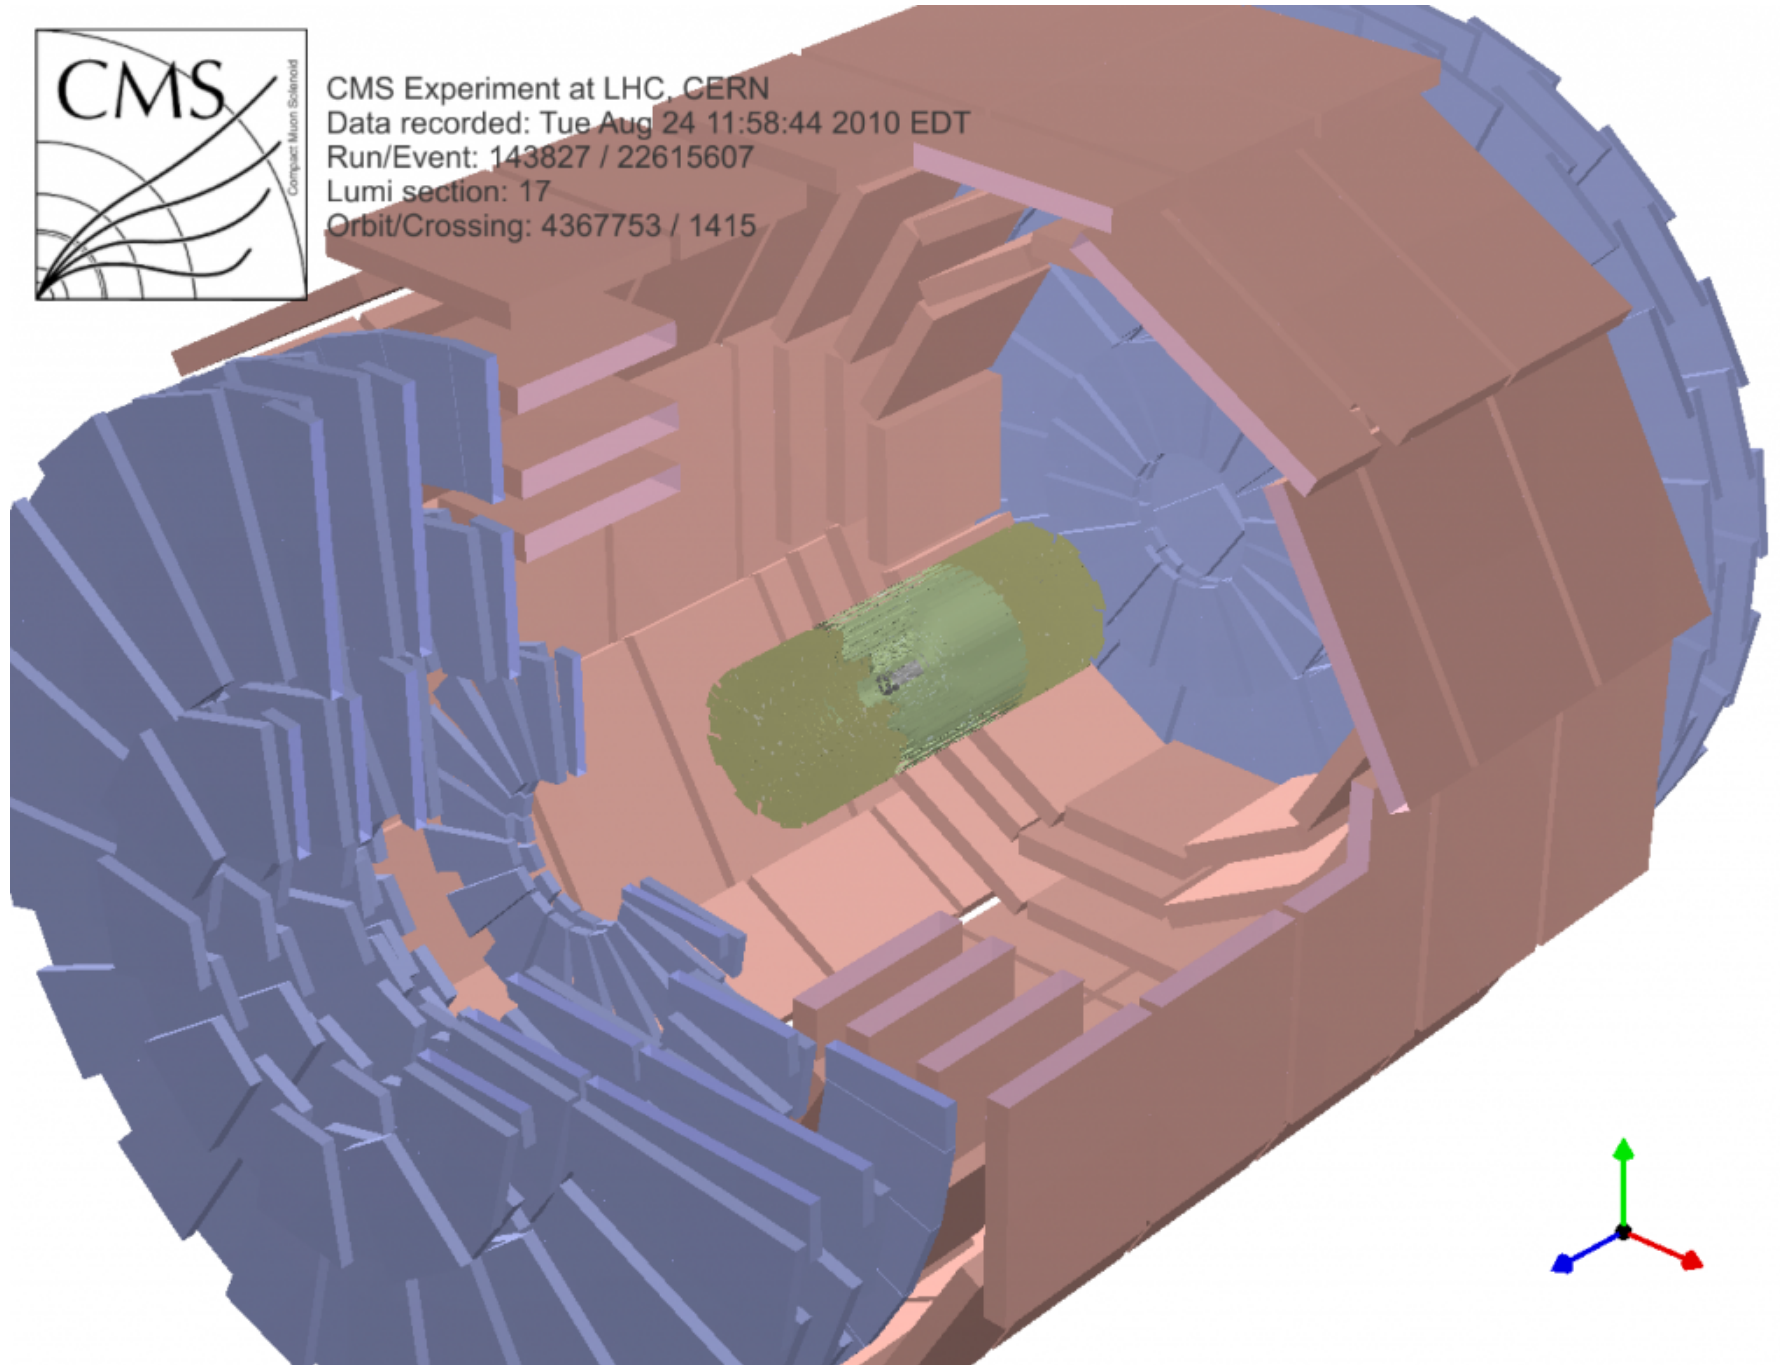 CMS
Compact Muon Solenoid
CMS Experiment at LHC, CERN
Data recorded: Tue Aug 24 11:58:44 2010 EDT
Run/Event: 143827 / 22615607
Lumi section: 17
Orbit/Crossing: 4367753 / 1415